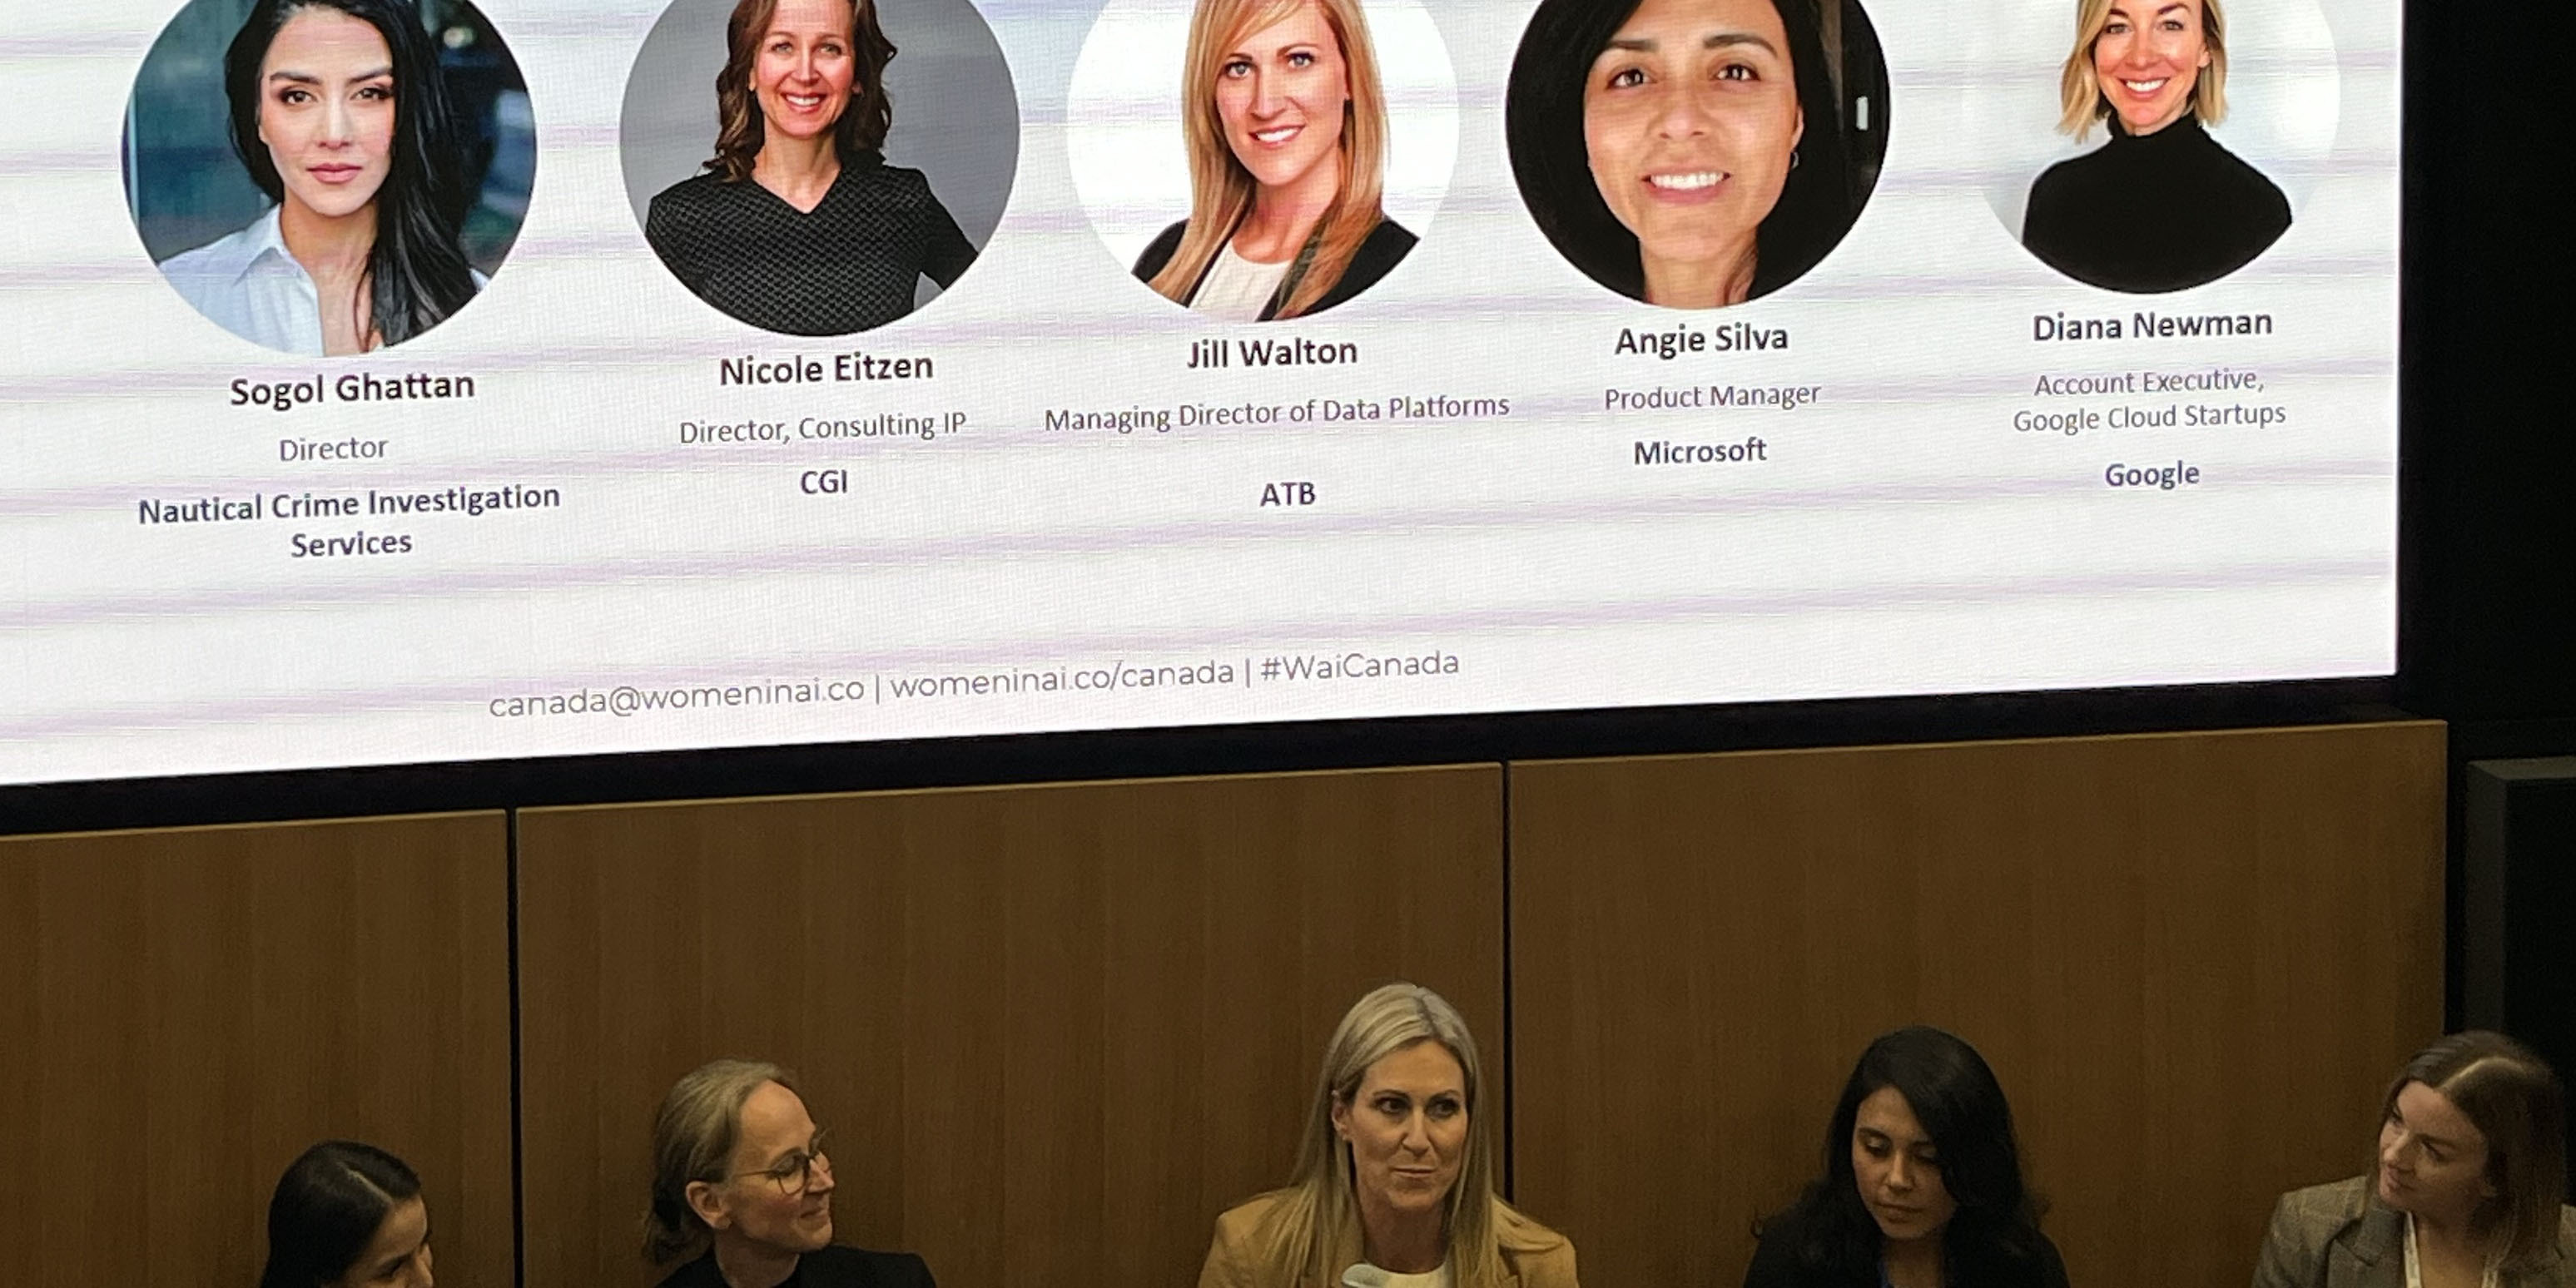 Sogol Ghattan
Director
Nautical Crime Investigation
Services
Nicole Eitzen
Director, Consulting IP
CGI
Jill Walton
Managing Director of Data Platforms
ATB
Angie Silva
Product Manager
Microsoft
Diana Newman
Account Executive,
Google Cloud Startups
Google
canada@womeninai.co | womeninai.co/canada | #WaiCanada